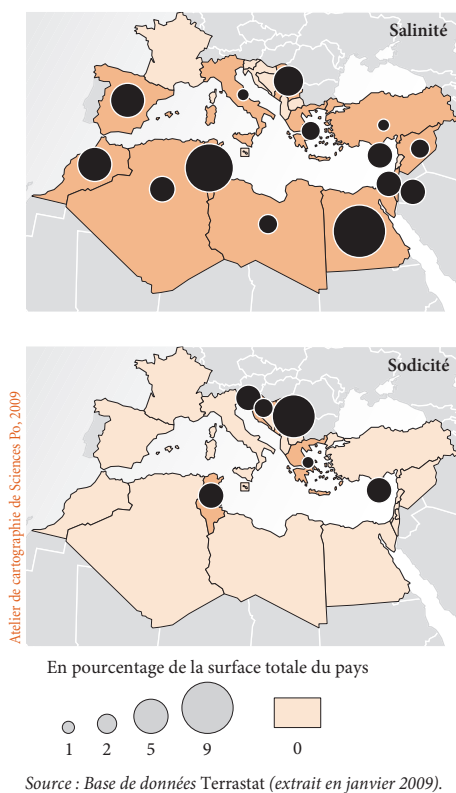 Salinité
Sodicité
Atelier de cartographie de Sciences Po, 2009
En pourcentage de la surface totale du pays
1 2 5 9 0
Source : Base de données Terrastat (extrait en janvier 2009).